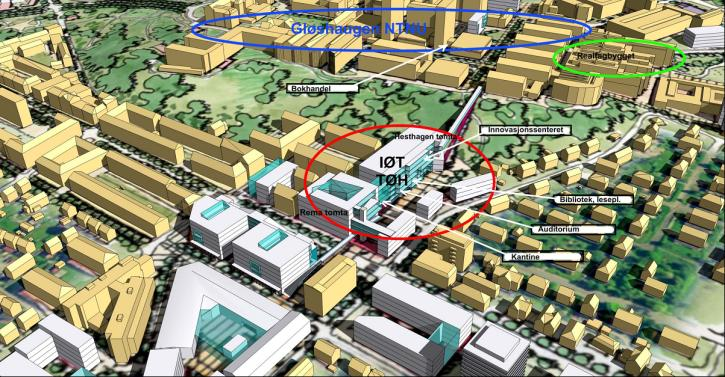 Gløshaugen NTNU
Realfagbygget
Bokhandel
Hesthagen tomta
Innovasjonssenteret
IØT
TØH
Bibliotek, lesepl.
Rema tomta
Auditorium
Kantine